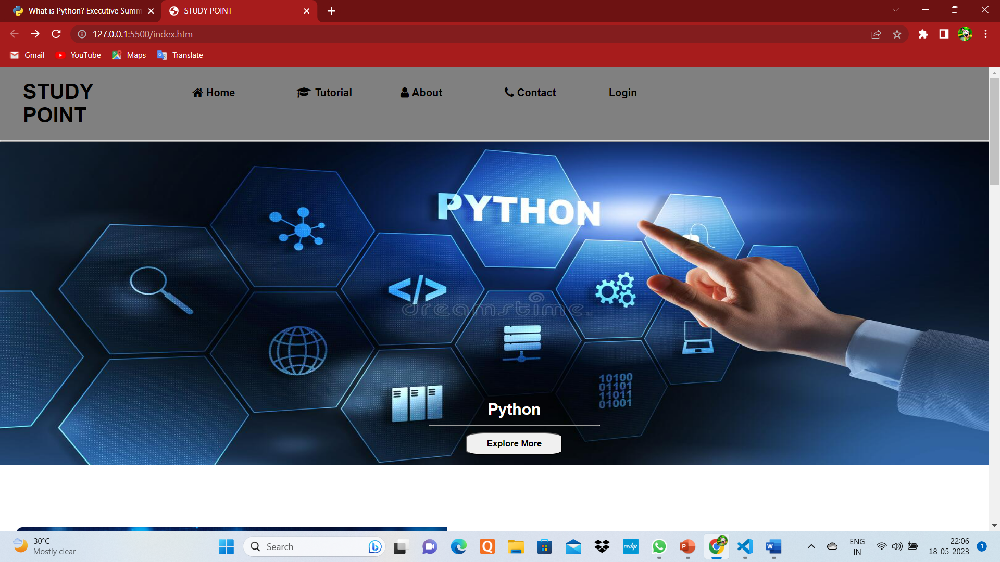 What is Python? Executive Summ
STUDY POINT
127.0.0.1:5500/index.htm
Gmail
YouTube
Maps
Translate
STUDY
POINT
Home
Tutorial
About
Contact
Login
PYTHON
dreamstime.
10100
01101
11011
01001
Python
Explore More
30°C
Mostly clear
Search
myhp
ENG
IN
22:06
18-05-2023
1